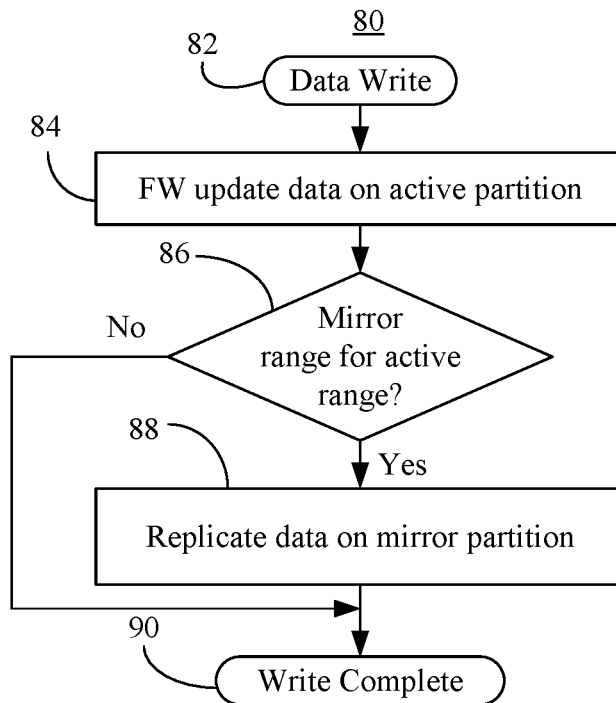 80
82
Data Write
84
FW update data on active partition
86
No
Mirror
range for active
range?
88
Yes
Replicate data on mirror partition
90
Write Complete